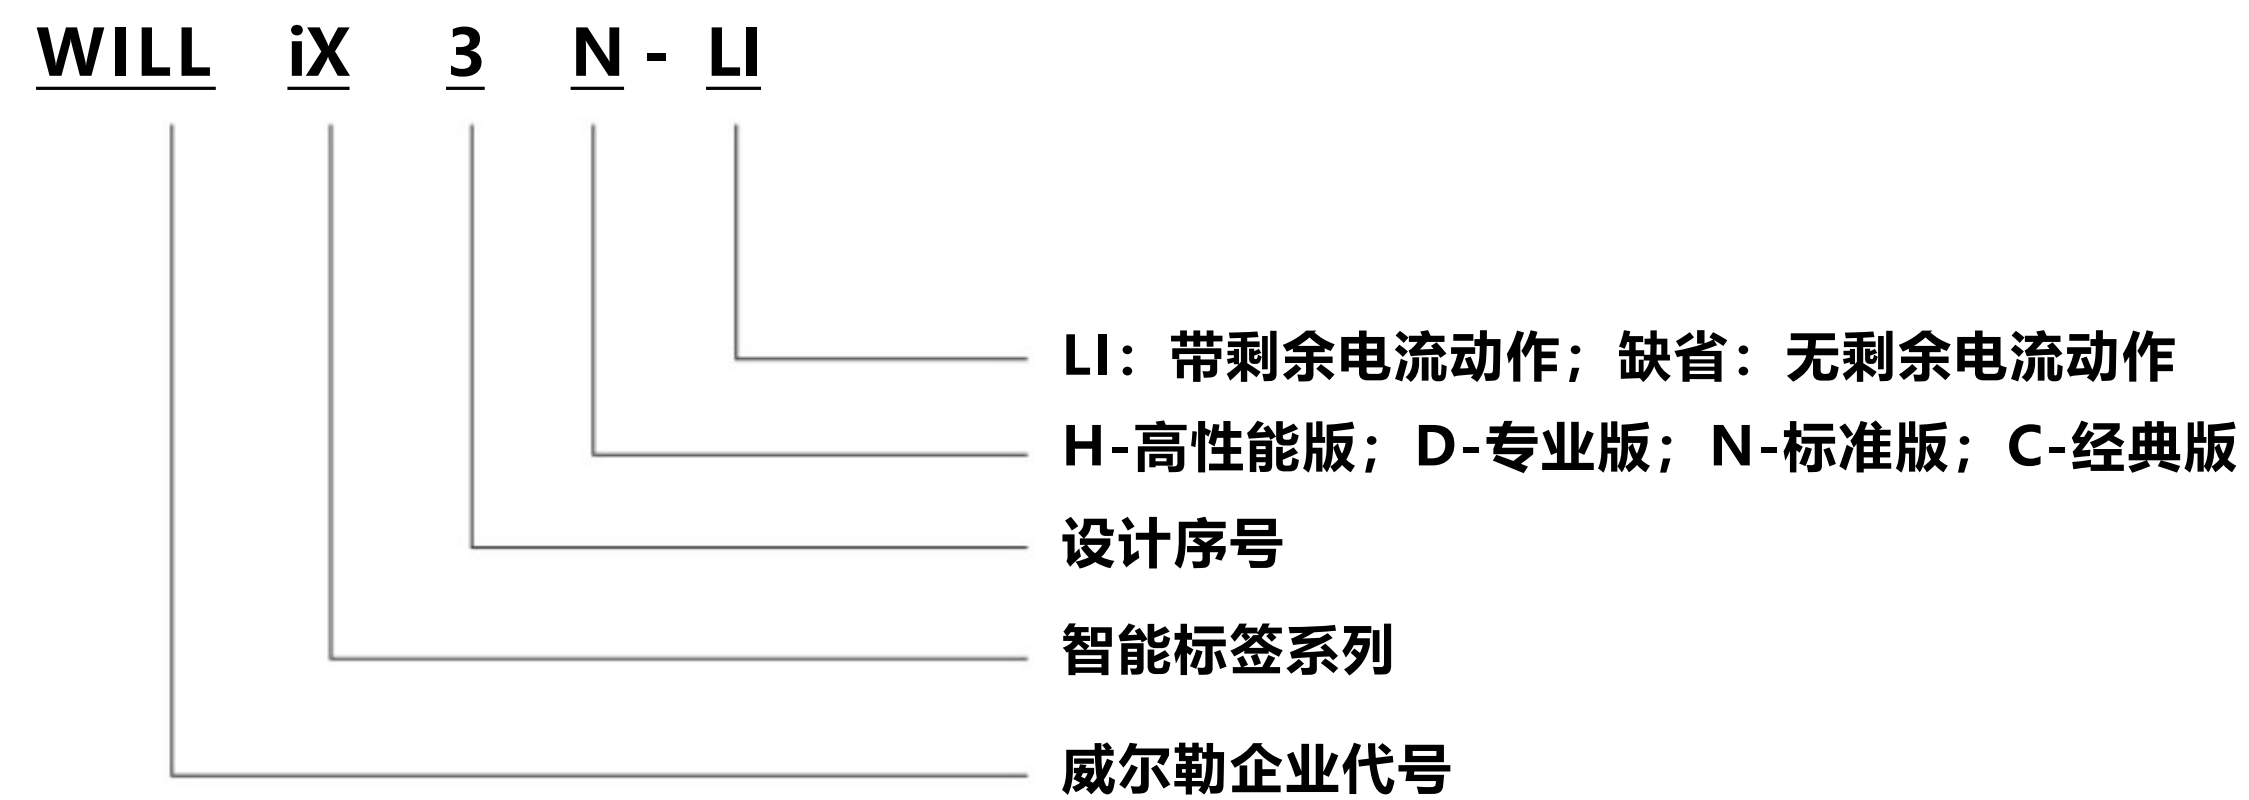 WILL iX 3 N - LI
LI：带剩余电流动作；缺省：无剩余电流动作
H-高性能版；D-专业版；N-标准版；C-经典版
设计序号
智能标签系列
威尔勒企业代号